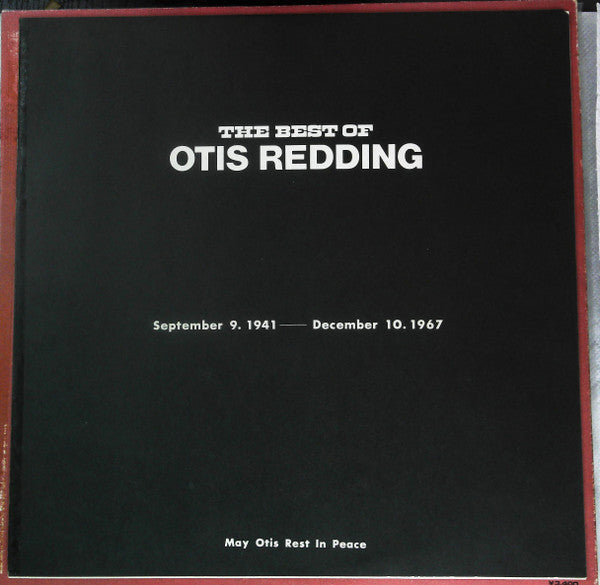 THE BEST OF
OTIS REDDING
September 9. 1941 — December 10. 1967
May Otis Rest In Peace